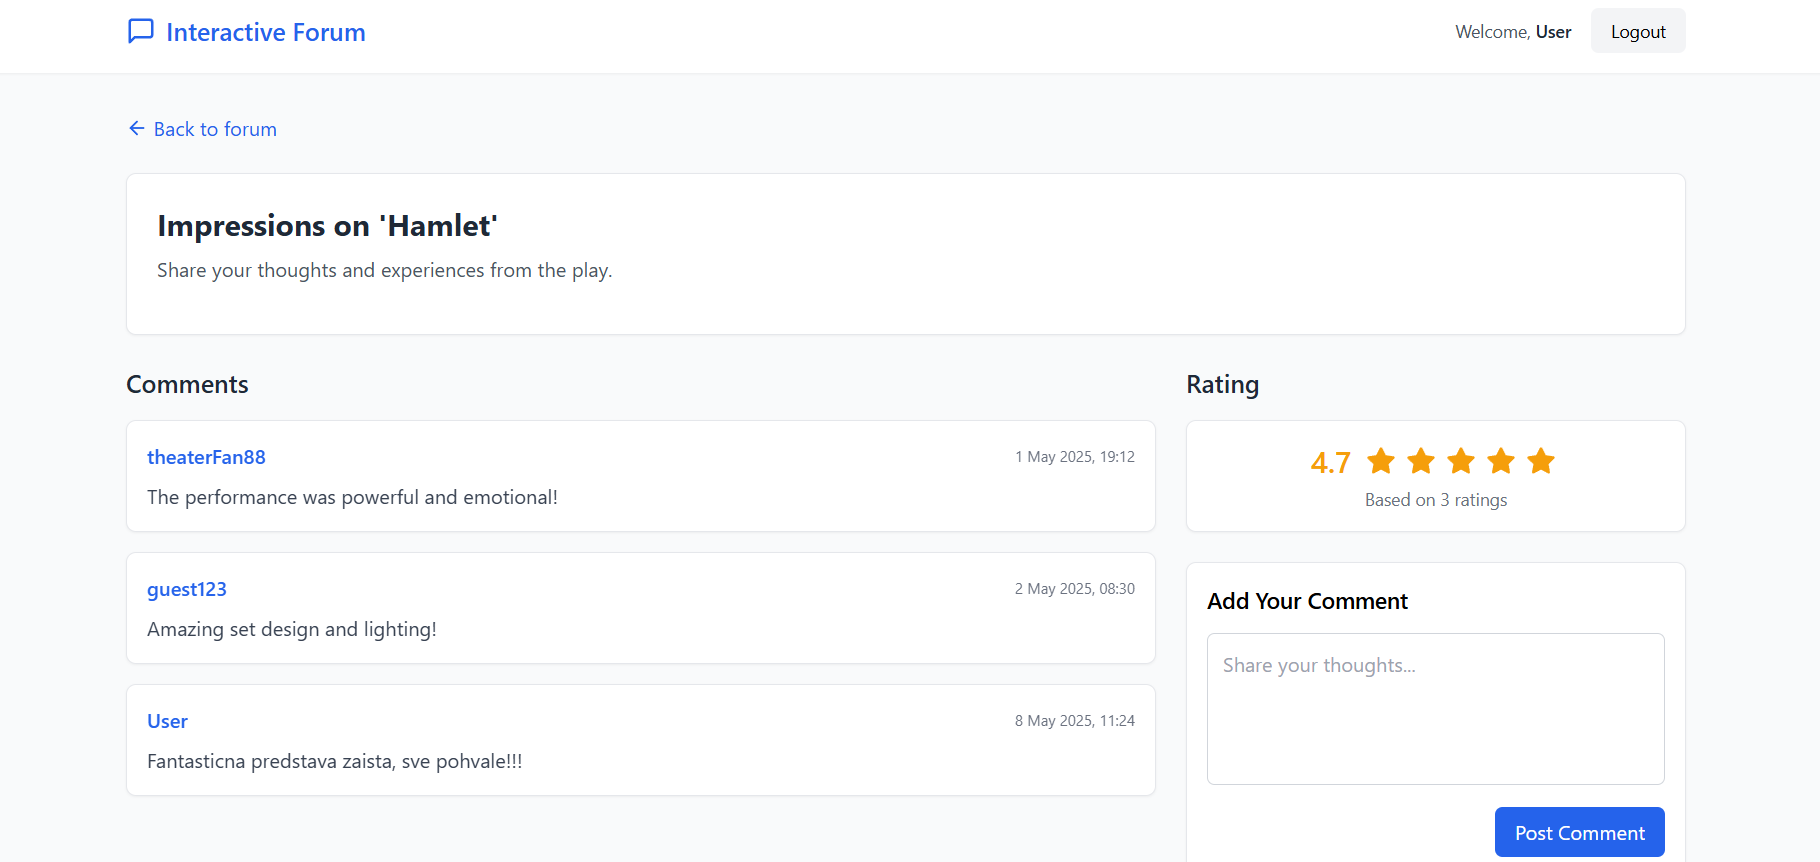 Interactive Forum
Welcome, User
Logout
Back to forum
Impressions on 'Hamlet'
Share your thoughts and experiences from the play.
Comments
theaterFan88
1 May 2025, 19:12
The performance was powerful and emotional!
guest123
2 May 2025, 08:30
Amazing set design and lighting!
User
8 May 2025, 11:24
Fantasticna predstava zaista, sve pohvale!!!
Rating
4.7
Based on 3 ratings
Add Your Comment
Share your thoughts...
Post Comment